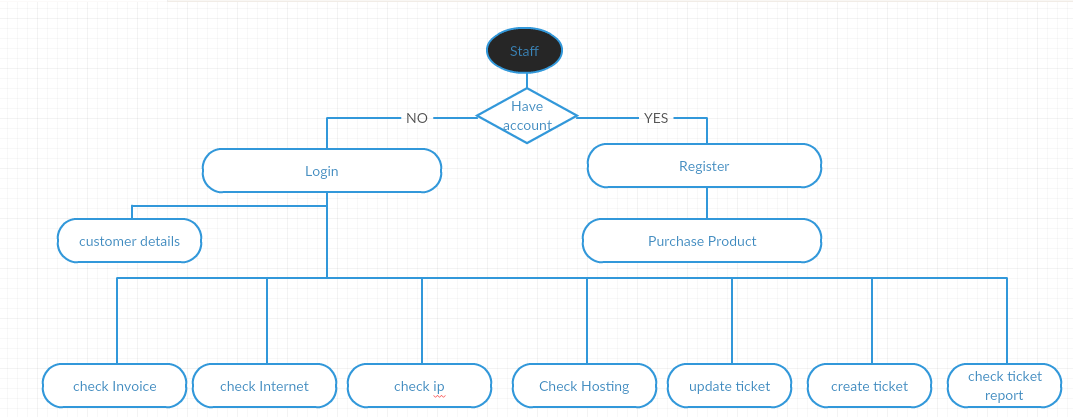 Staff
Have
account
NO
YES
Login
Register
customer details
Purchase Product
check Invoice
check Internet
check ip
Check Hosting
update ticket
create ticket
check ticket
report